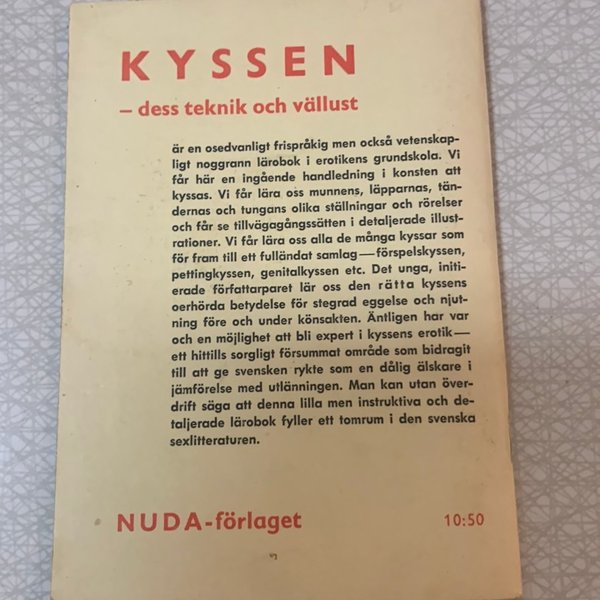 KYSSEN
– dess teknik och vällust
är en osedvanligt frispråkig men också vetenskap-
ligt noggrann lärobok i erotikens grundskola. Vi
får här en ingående handledning i konsten att
kyssas. Vi får lära oss munnens, läpparnas, tän-
dernas och tungans olika ställningar och rörelser
och får se tillvägagångssätten i detaljerade illust-
rationer. Vi får lära oss alla de många kyssar som
för fram till ett fulländat samlag—förspelskyssen,
pettingkyssen, genitalkyssen etc. Det unga, initi-
erade författarparet lär oss den rätta kyssens
oerhörda betydelse för stegrad eggelse och njut-
ning före och under könsakten. Äntligen har var
och en möjlighet att bli expert i kyssens erotik—
ett hittills sorgligt försummat område som bidragit
till att ge svensken rykte som en dålig älskare i
jämförelse med utlänningen. Man kan utan över-
drift säga att denna lilla men instruktiva och de-
taljerade lärobok fyller ett tomrum i den svenska
sexlitteraturen.
NUDA-förlaget
10:50